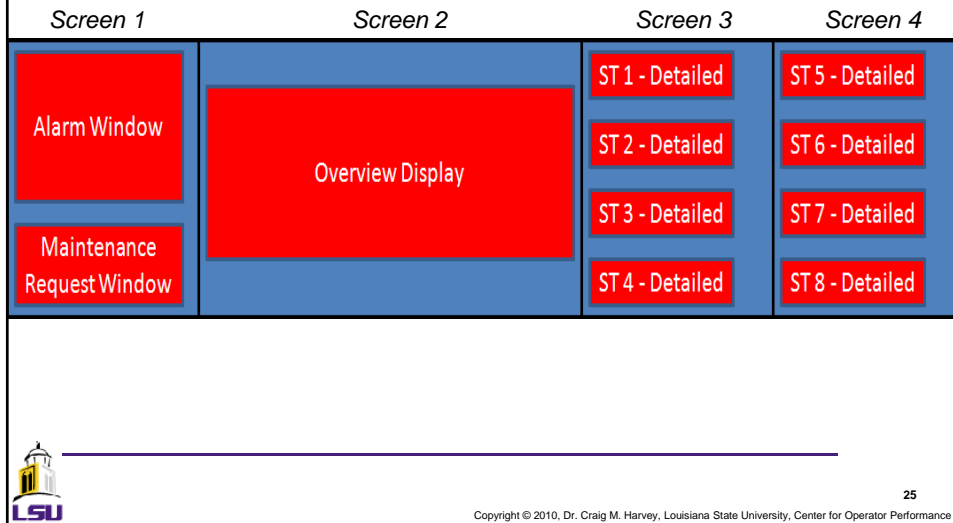 Screen 1 Screen 2 Screen 3 Screen 4
Alarm Window
Maintenance
Request Window
Overview Display
ST 1 - Detailed
ST 2 - Detailed
ST 3 - Detailed
ST 4 - Detailed
ST 5 - Detailed
ST 6 - Detailed
ST 7 - Detailed
ST 8 - Detailed
LSU
25
Copyright © 2010, Dr. Craig M. Harvey, Louisiana State University, Center for Operator Performance